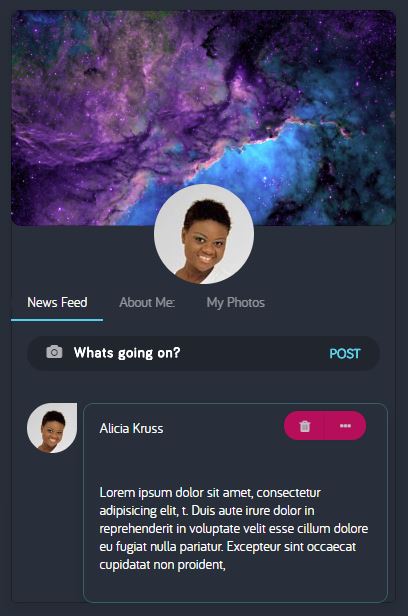 News Feed About Me: My Photos
Whats going on? POST
Alicia Kruss
Lorem ipsum dolor sit amet, consectetur
adipisicing elit, t. Duis aute irure dolor in
reprehenderit in voluptate velit esse cillum dolore
eu fugiat nulla pariatur. Excepteur sint occaecat
cupidatat non proident,